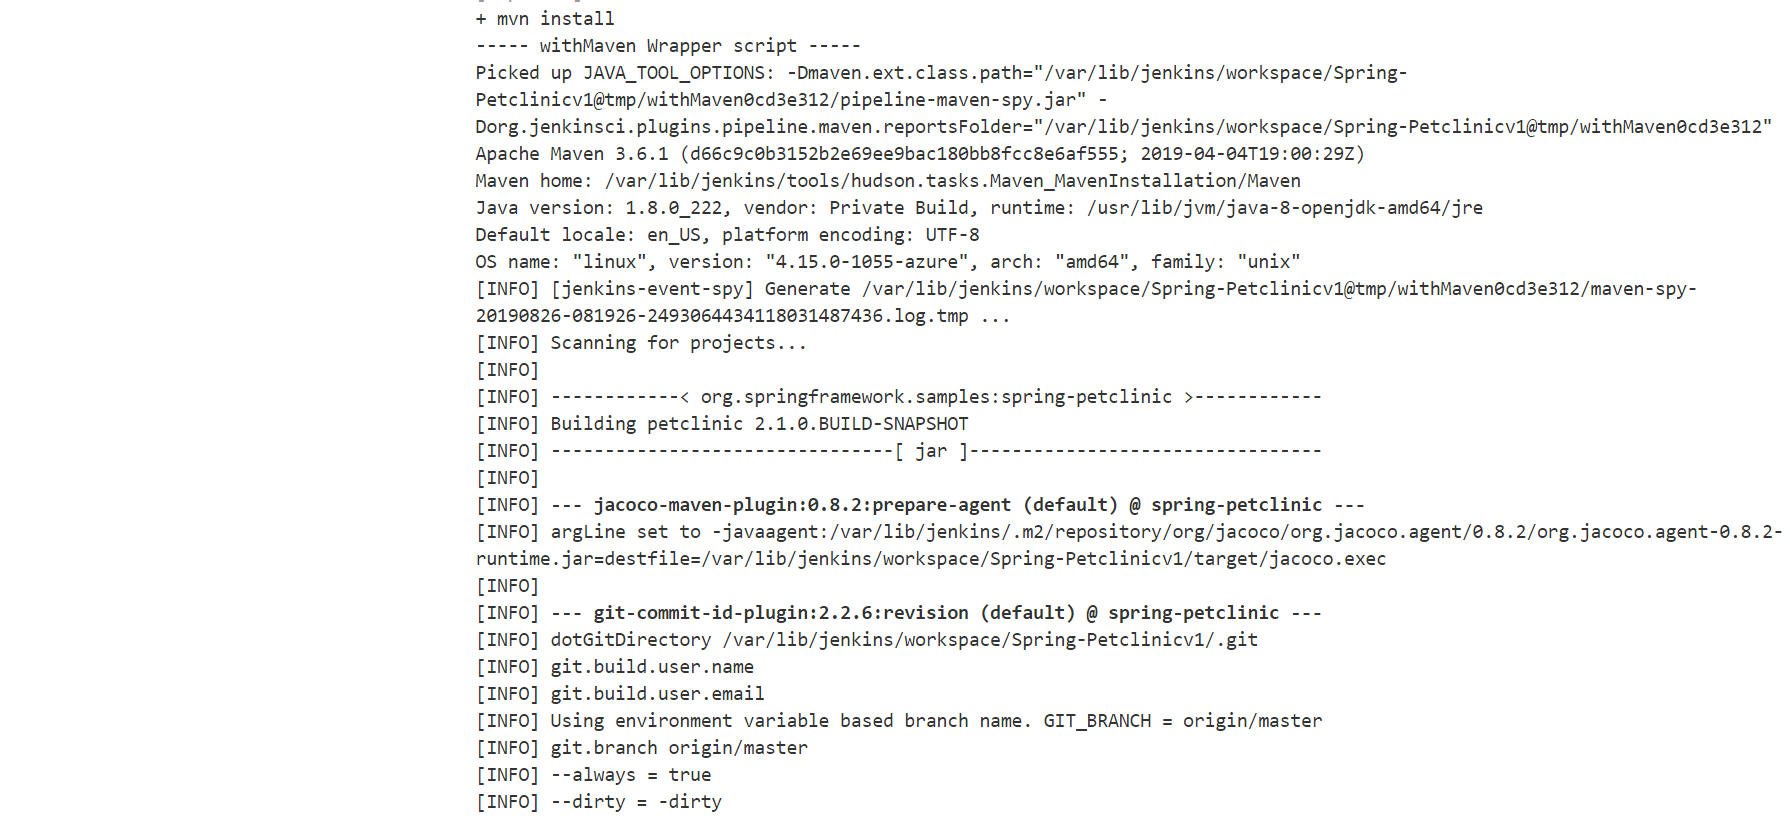 + mvn install
----- withMaven Wrapper script -----
Picked up JAVA_TOOL_OPTIONS: -Dmaven.ext.class.path="/var/lib/jenkins/workspace/Spring-
Petclinicv1@tmp/withMaven0cd3e312/pipeline-maven-spy.jar" -
Dorg.jenkinsci.plugins.pipeline.maven.reportsFolder="/var/lib/jenkins/workspace/Spring-Petclinicv1@tmp/withMaven0cd3e312"
Apache Maven 3.6.1 (d66c9c0b3152b2e69ee9bac180bb8fcc8e6af555; 2019-04-04T19:00:29Z)
Maven home: /var/lib/jenkins/tools/hudson.tasks.Maven_MavenInstallation/Maven
Java version: 1.8.0_222, vendor: Private Build, runtime: /usr/lib/jvm/java-8-openjdk-amd64/jre
Default locale: en_US, platform encoding: UTF-8
OS name: "linux", version: "4.15.0-1055-azure", arch: "amd64", family: "unix"
[INFO] [jenkins-event-spy] Generate /var/lib/jenkins/workspace/Spring-Petclinicv1@tmp/withMaven0cd3e312/maven-spy-
20190826-081926-2493064434118031487436.log.tmp ...
[INFO] Scanning for projects...
[INFO]
[INFO] ------------< org.springframework.samples:spring-petclinic >------------
[INFO] Building petclinic 2.1.0.BUILD-SNAPSHOT
[INFO] --------------------------------[ jar ]---------------------------------
[INFO]
[INFO] --- jacoco-maven-plugin:0.8.2:prepare-agent (default) @ spring-petclinic ---
[INFO] argLine set to -javaagent:/var/lib/jenkins/.m2/repository/org/jacoco/org.jacoco.agent/0.8.2/org.jacoco.agent-0.8.2-
runtime.jar=destfile=/var/lib/jenkins/workspace/Spring-Petclinicv1/target/jacoco.exec
[INFO]
[INFO] --- git-commit-id-plugin:2.2.6:revision (default) @ spring-petclinic ---
[INFO] dotGitDirectory /var/lib/jenkins/workspace/Spring-Petclinicv1/.git
[INFO] git.build.user.name
[INFO] git.build.user.email
[INFO] Using environment variable based branch name. GIT_BRANCH = origin/master
[INFO] git.branch origin/master
[INFO] --always = true
[INFO] --dirty = -dirty